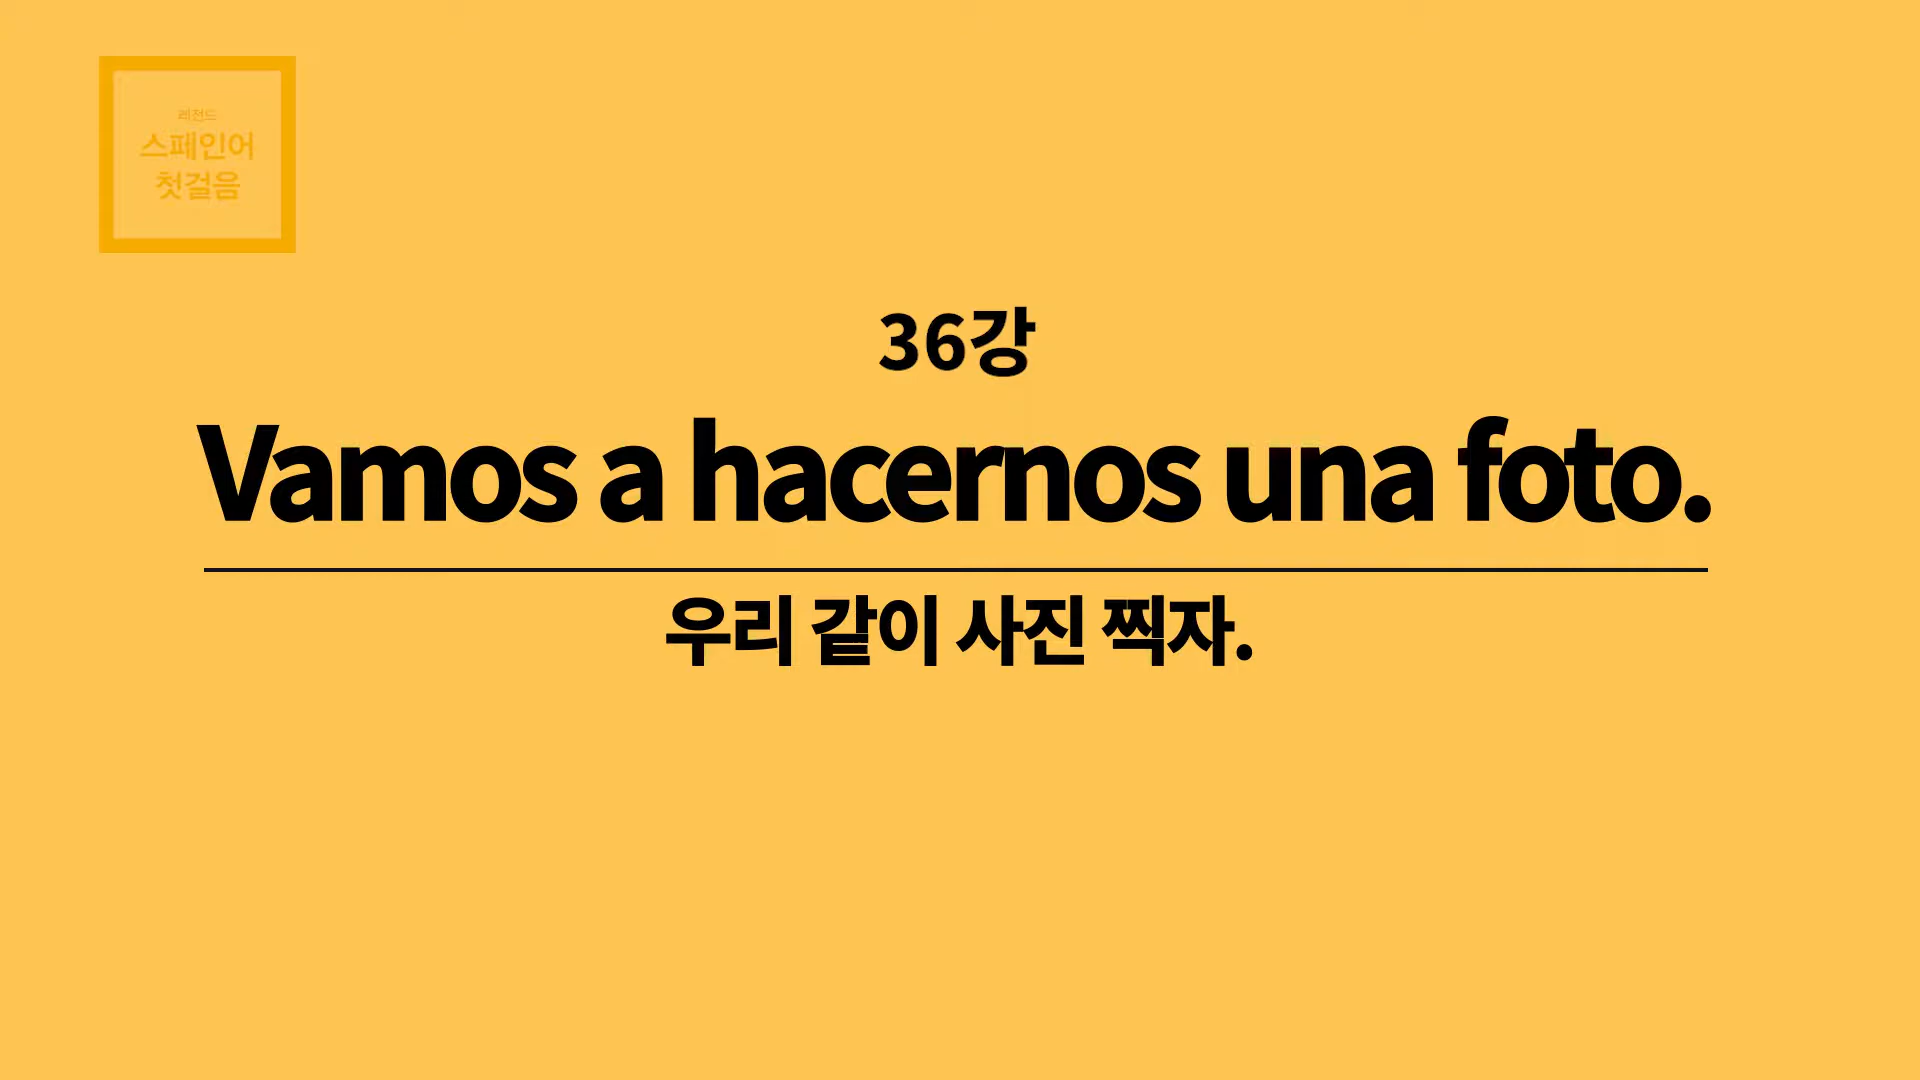 레전드
스페인어
첫걸음
36강
Vamos a hacernos una foto.
우리 같이 사진 찍자.